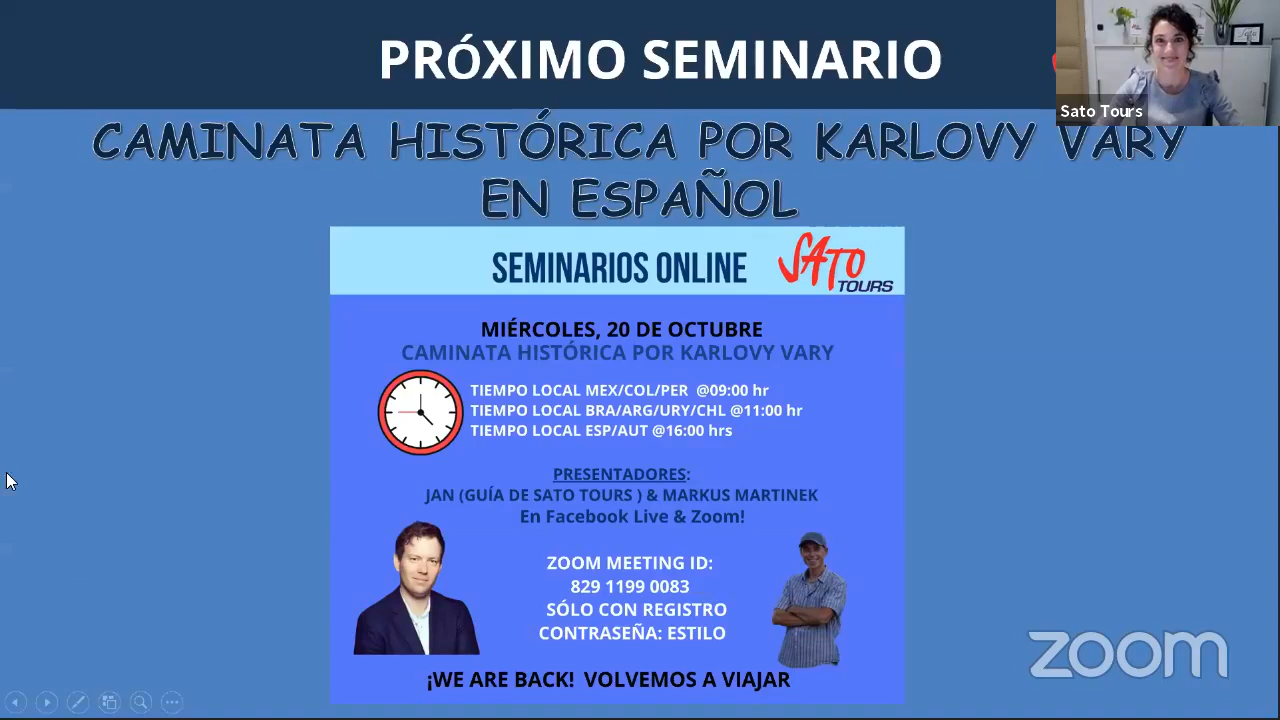 PRÓXIMO SEMINARIO
Sato Tours
CAMINATA HISTÓRICA POR KARLOVY VARY
EN ESPAÑOL
SEMINARIOS ONLINE
SATO
TOURS
MIÉRCOLES, 20 DE OCTUBRE
CAMINATA HISTÓRICA POR KARLOVY VARY
TIEMPO LOCAL MEX/COL/PER @09:00 hr
TIEMPO LOCAL BRA/ARG/URY/CHL @11:00 hr
TIEMPO LOCAL ESP/AUT @16:00 hrs
PRESENTADORES:
JAN (GUÍA DE SATO TOURS ) & MARKUS MARTINEK
En Facebook Live & Zoom!
ZOOM MEETING ID:
829 1199 0083
SÓLO CON REGISTRO
CONTRASEÑA: ESTILO
¡WE ARE BACK! VOLVEMOS A VIAJAR
zoom